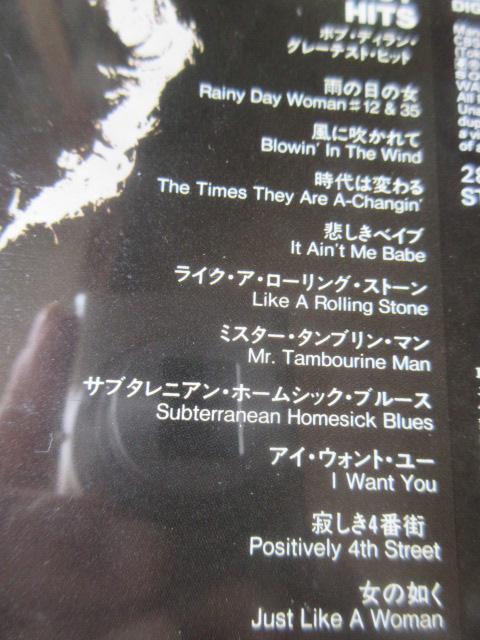 HITS
ボブ・ディラン・
グレーテスト・ヒット
雨の日の女
Rainy Day Woman♯12 & 35
風に吹かれて
Blowin' In The Wind
時代は変わる
The Times They Are A-Changin'
悲しきベイブ
It Ain't Me Babe
ライク・ア・ローリング・ストーン
Like A Rolling Stone
ミスター・タンブリン・マン
Mr. Tambourine Man
サブタレニアン・ホームシック・ブルース
Subterranean Homesick Blues
アイ・ウォント・ユー
I Want You
寂しき4番街
Positively 4th Street
女の如く
Just Like A Woman